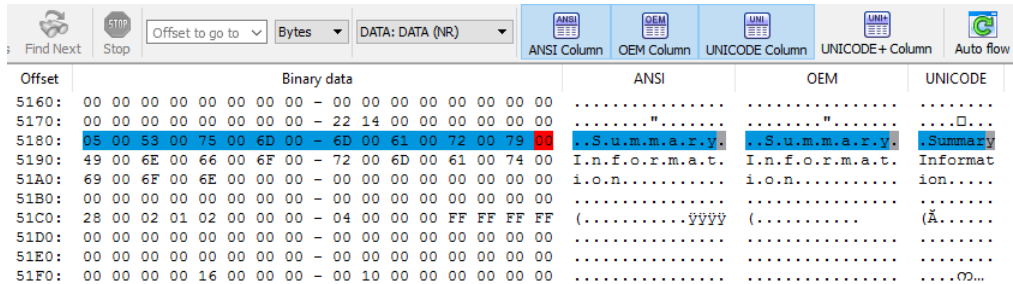 STOP Offset to go to Bytes DATA: DATA (NR) ANSI OEM UNI UNI+
Find Next Stop ANSI Column OEM Column UNICODE Column UNICODE+ Column Auto flow
Offset Binary data ANSI OEM UNICODE
5160: 00 00 00 00 00 00 00 – 00 00 00 00 00 00 00 00 ................ ................ ........
5170: 00 00 00 00 00 00 00 – 22 14 00 00 00 00 00 00 ........"....... ........"....... ....□...
5180: 05 00 53 00 75 00 6D 00 – 6D 00 61 00 72 00 79 00 ..S.u.m.m.a.r.y. ..S.u.m.m.a.r.y. .Summary
5190: 49 00 6E 00 66 00 6F 00 – 72 00 6D 00 61 00 74 00 I.n.f.o.r.m.a.t. I.n.f.o.r.m.a.t. Informat
51A0: 69 00 6F 00 6E 00 00 00 – 00 00 00 00 00 00 00 00 i.o.n........... i.o.n........... ion.....
51B0: 00 00 00 00 00 00 00 00 – 00 00 00 00 00 00 00 00 ................ ................ ........
51C0: 28 00 02 01 02 00 00 00 – 04 00 00 00 FF FF FF FF (...........ÿÿÿÿ (........... (Ă......
51D0: 00 00 00 00 00 00 00 00 – 00 00 00 00 00 00 00 00 ................ ................ ........
51E0: 00 00 00 00 00 00 00 00 – 00 00 00 00 00 00 00 00 ................ ................ ........
51F0: 00 00 00 00 16 00 00 00 – 00 10 00 00 00 00 00 00 ................ ................